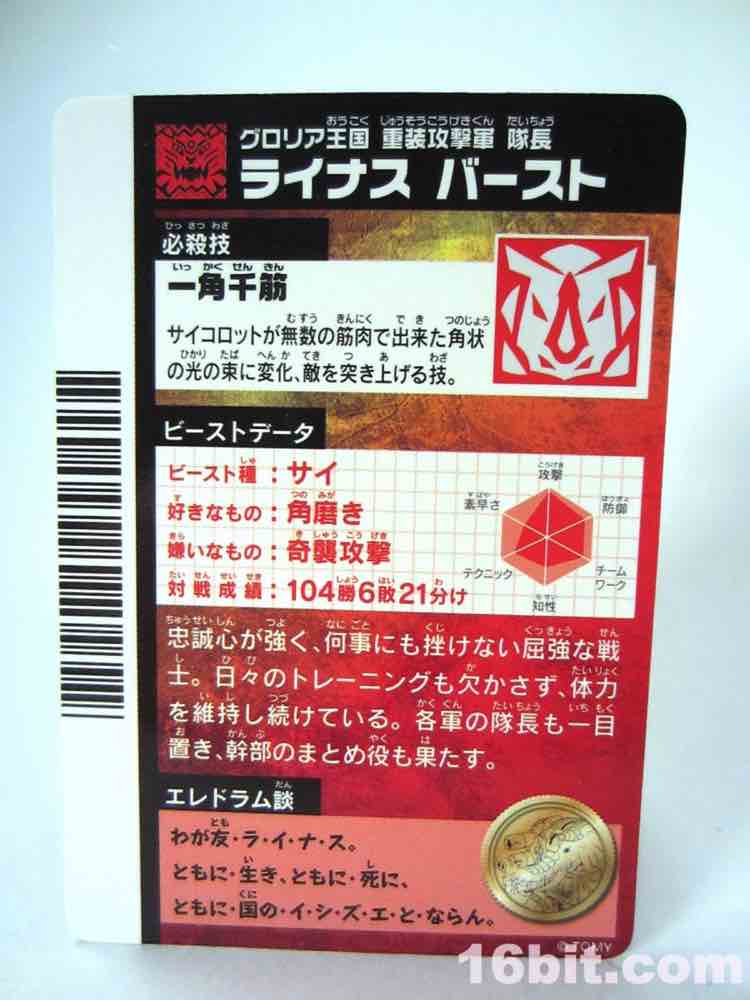 グロリア王国 重装攻撃軍 隊長
ライナス バースト
必殺技
一角千筋
サイコロットが無数の筋肉で出来た角状
の光の束に変化、敵を突き上げる技。
ビーストデータ
ビースト種：サイ
好きなもの：角磨き
嫌いなもの：奇襲攻撃
対戦成績：104勝6敗21分け
攻撃
防御
チーム
ワーク
知性
テクニック
素早さ
忠誠心が強く、何事にも挫けない屈強な戦
士。日々のトレーニングも欠かさず、体力
を維持し続けている。各軍の隊長も一目
置き、幹部のまとめ役も果たす。
エレドラム談
わが友・ラ・イ・ナ・ス。
ともに・生き、ともに・死に、
ともに・国の・イ・シ・ズ・エ・と・ならん。
© TOMY
16bit.com